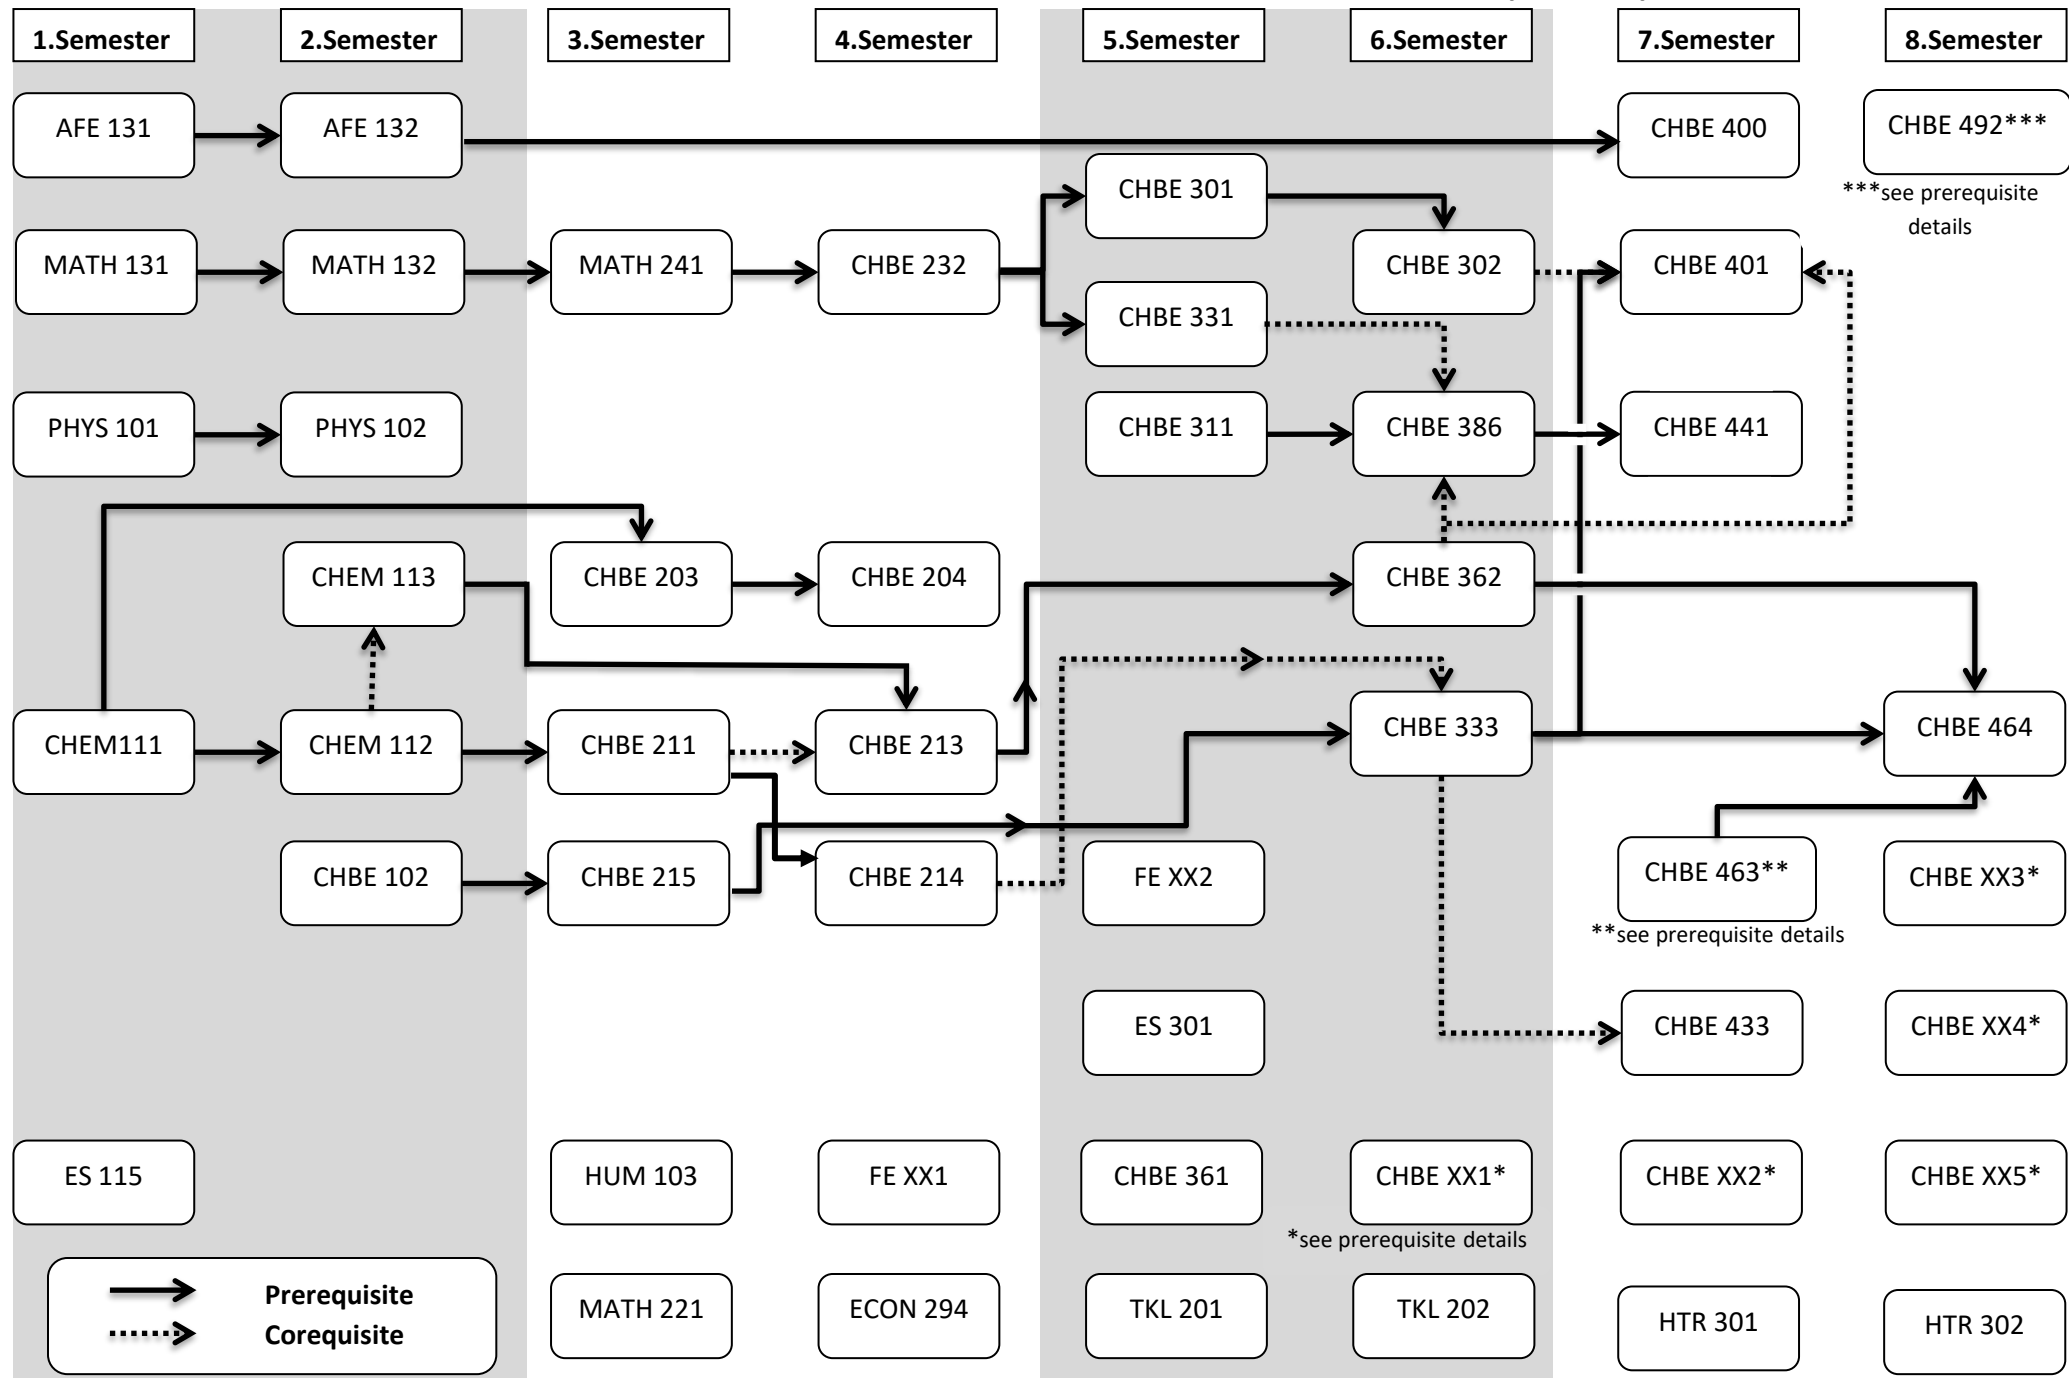 1.Semester
2.Semester
3.Semester
4.Semester
5.Semester
6.Semester
7.Semester
8.Semester
AFE 131
AFE 132
CHBE 400
CHBE 492***
CHBE 301
***see prerequisite
details
MATH 131
MATH 132
MATH 241
CHBE 232
CHBE 302
CHBE 401
CHBE 331
PHYS 101
PHYS 102
CHBE 311
CHBE 386
CHBE 441
CHEM 113
CHBE 203
CHBE 204
CHBE 362
CHEM111
CHEM 112
CHBE 211
CHBE 213
CHBE 333
CHBE 464
CHBE 102
CHBE 215
CHBE 214
FE XX2
CHBE 463**
CHBE XX3*
**see prerequisite details
ES 301
CHBE 433
CHBE XX4*
ES 115
HUM 103
FE XX1
CHBE 361
CHBE XX1*
CHBE XX2*
CHBE XX5*
*see prerequisite details
Prerequisite
Corequisite
MATH 221
ECON 294
TKL 201
TKL 202
HTR 301
HTR 302